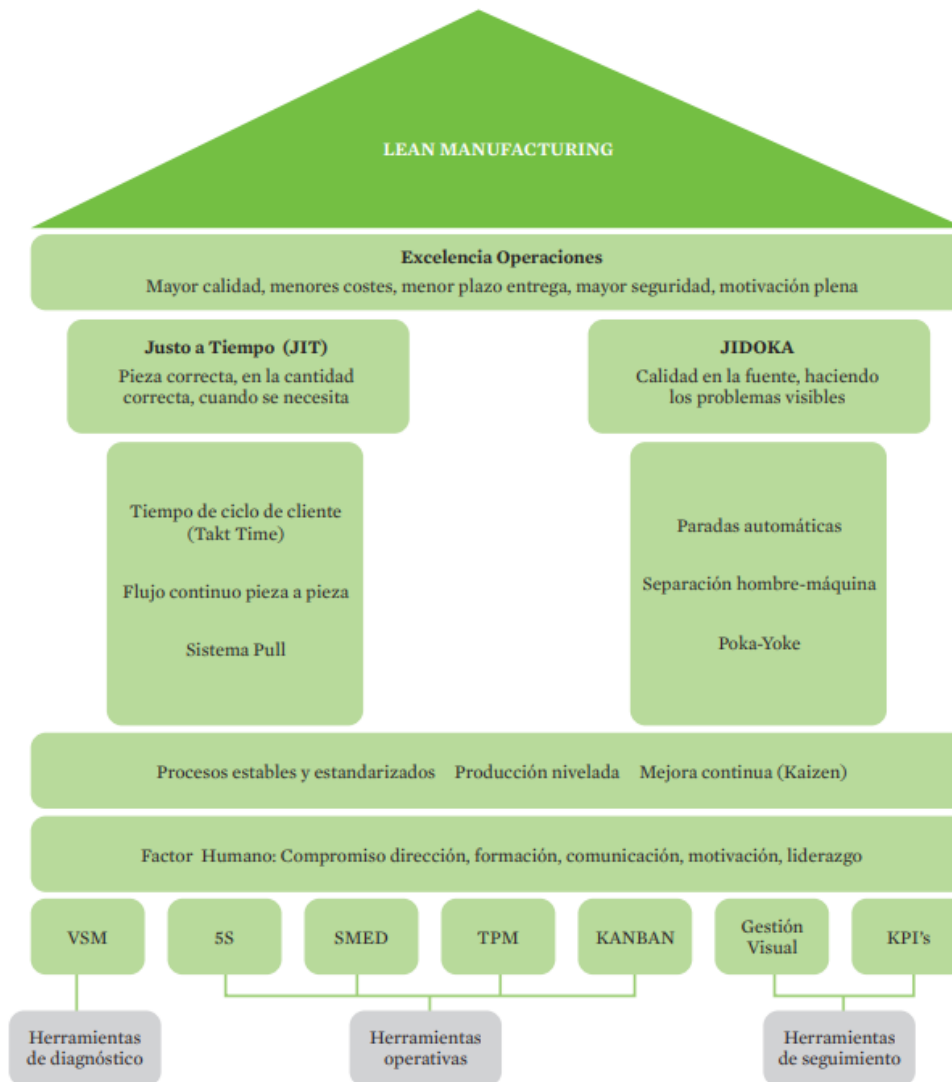 LEAN MANUFACTURING
Excelencia Operaciones
Mayor calidad, menores costes, menor plazo entrega, mayor seguridad, motivación plena
Justo a Tiempo (JIT)
Pieza correcta, en la cantidad
correcta, cuando se necesita
JIDOKA
Calidad en la fuente, haciendo
los problemas visibles
Tiempo de ciclo de cliente
(Takt Time)
Flujo continuo pieza a pieza
Sistema Pull
Paradas automáticas
Separación hombre-máquina
Poka-Yoke
Procesos estables y estandarizados Producción nivelada Mejora continua (Kaizen)
Factor Humano: Compromiso dirección, formación, comunicación, motivación, liderazgo
VSM
5S
SMED
TPM
KANBAN
Gestión
Visual
KPI's
Herramientas
de diagnóstico
Herramientas
operativas
Herramientas
de seguimiento